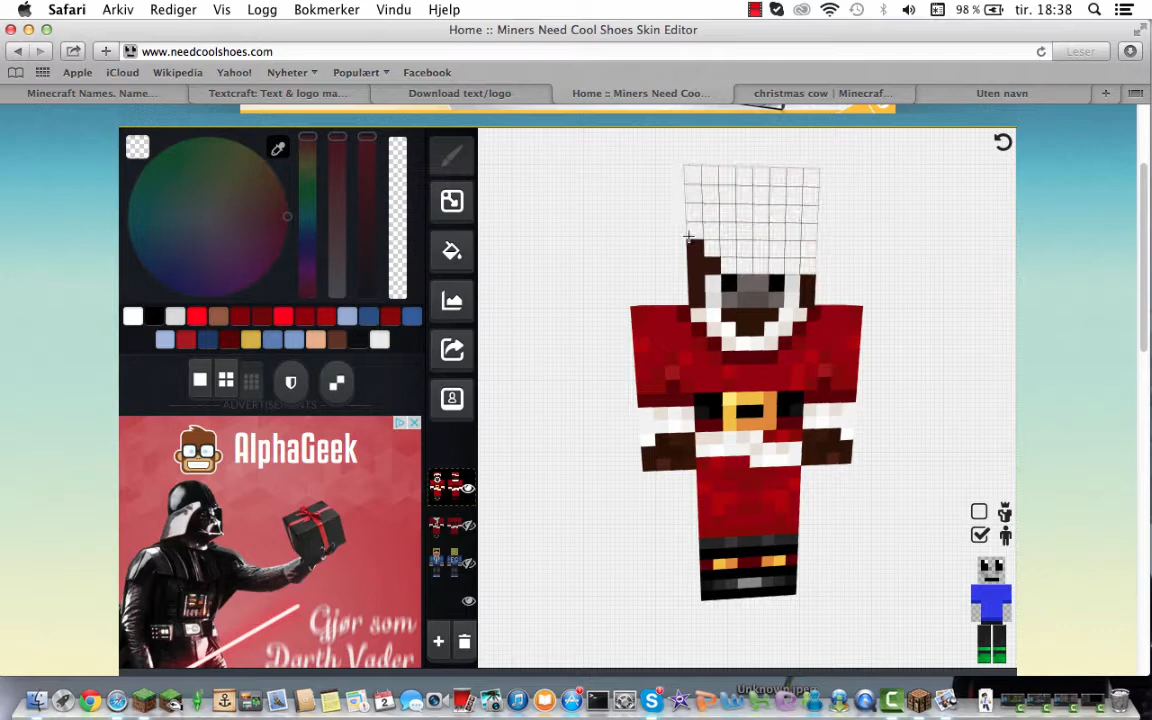 Safari Arkiv Rediger Vis Logg Bokmerker Vindu Hjelp 98 % tir. 18:38
Home :: Miners Need Cool Shoes Skin Editor
www.needcoolshoes.com Leser
Apple iCloud Wikipedia Yahoo! Nyheter Populært Facebook
Minecraft Names. Name... Textcraft: Text & logo ma... Download text/logo Home :: Miners Need Coo... christmas cow | Minecraf... Uten navn
ADVERTISEMENTS
AlphaGeek
Gjør som
Darth Vader